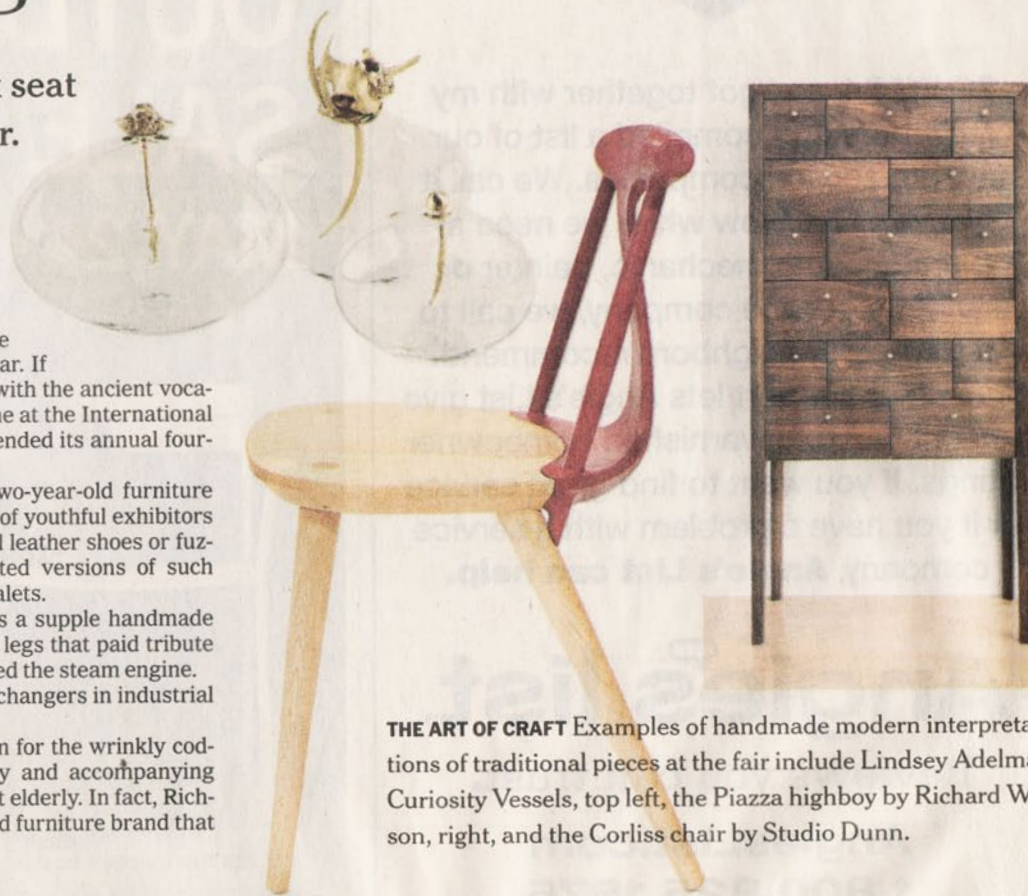 seat
r.
e
ar. If
with the ancient voca-
ne at the International
ended its annual four-
wo-year-old furniture
of youthful exhibitors
l leather shoes or fuz-
ted versions of such
alets.
s a supple handmade
legs that paid tribute
ed the steam engine.
changers in industrial
n for the wrinkly cod-
y and accompanying
t elderly. In fact, Rich-
d furniture brand that
THE ART OF CRAFT Examples of handmade modern interpreta
tions of traditional pieces at the fair include Lindsey Adelma
Curiosity Vessels, top left, the Piazza highboy by Richard W
son, right, and the Corliss chair by Studio Dunn.